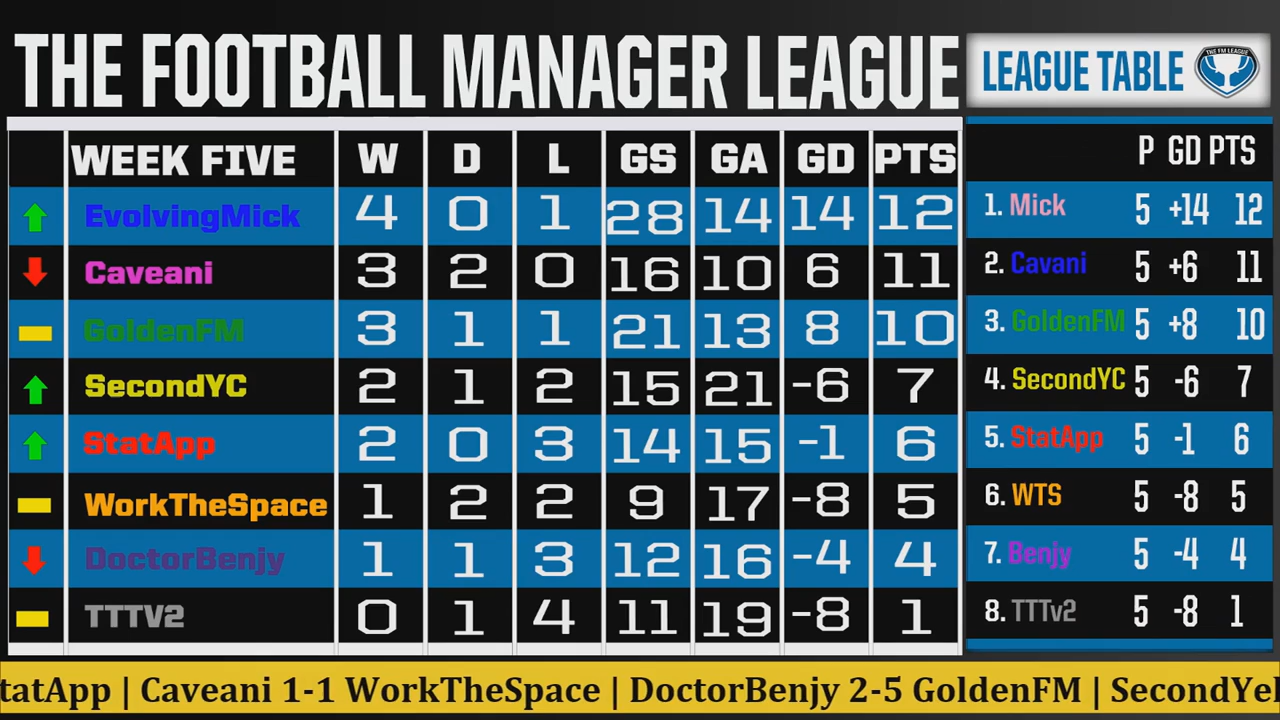 THE FOOTBALL MANAGER LEAGUE
WEEK FIVE W D L GS GA GD PTS
EvolvingMick 4 0 1 28 14 14 12
Caveani 3 2 0 16 10 6 11
GoldenFM 3 1 1 21 13 8 10
SecondYC 2 1 2 15 21 -6 7
StatApp 2 0 3 14 15 -1 6
WorkTheSpace 1 2 2 9 17 -8 5
DoctorBenjy 1 1 3 12 16 -4 4
TTTV2 0 1 4 11 19 -8 1
LEAGUE TABLE
THE FM LEAGUE
P GD PTS
1. Mick 5 +14 12
2. Cavani 5 +6 11
3. GoldenFM 5 +8 10
4. SecondYC 5 -6 7
5. StatApp 5 -1 6
6. WTS 5 -8 5
7. Benjy 5 -4 4
8. TTTv2 5 -8 1
tatApp | Caveani 1-1 WorkTheSpace | DoctorBenjy 2-5 GoldenFM | SecondYel